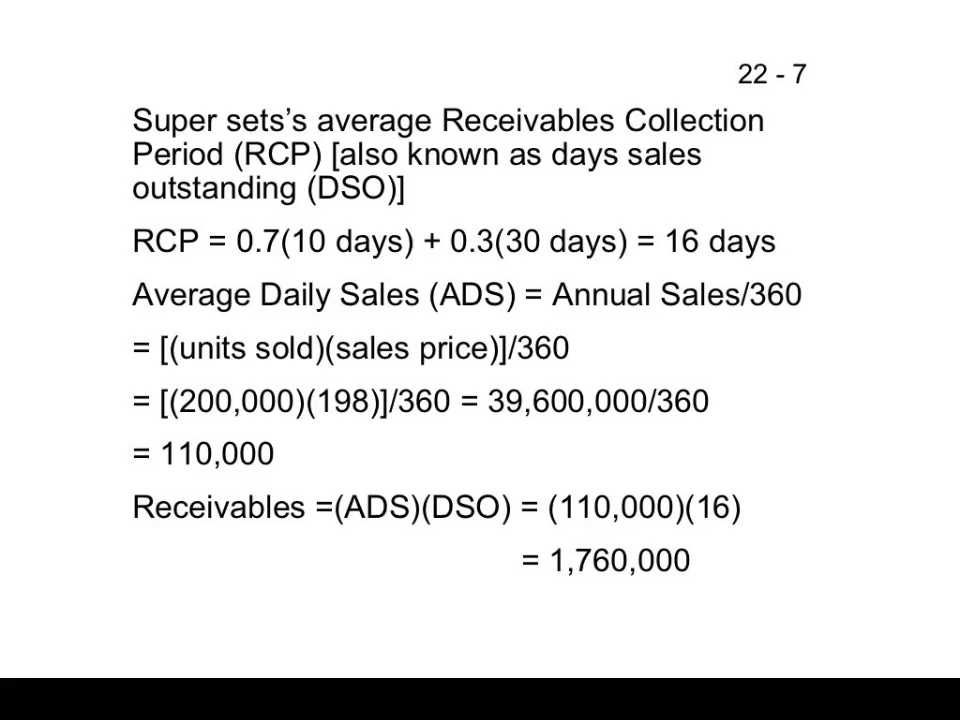 22 - 7
Super sets’s average Receivables Collection
Period (RCP) [also known as days sales
outstanding (DSO)]
RCP = 0.7(10 days) + 0.3(30 days) = 16 days
Average Daily Sales (ADS) = Annual Sales/360
= [(units sold)(sales price)]/360
= [(200,000)(198)]/360 = 39,600,000/360
= 110,000
Receivables =(ADS)(DSO) = (110,000)(16)
= 1,760,000